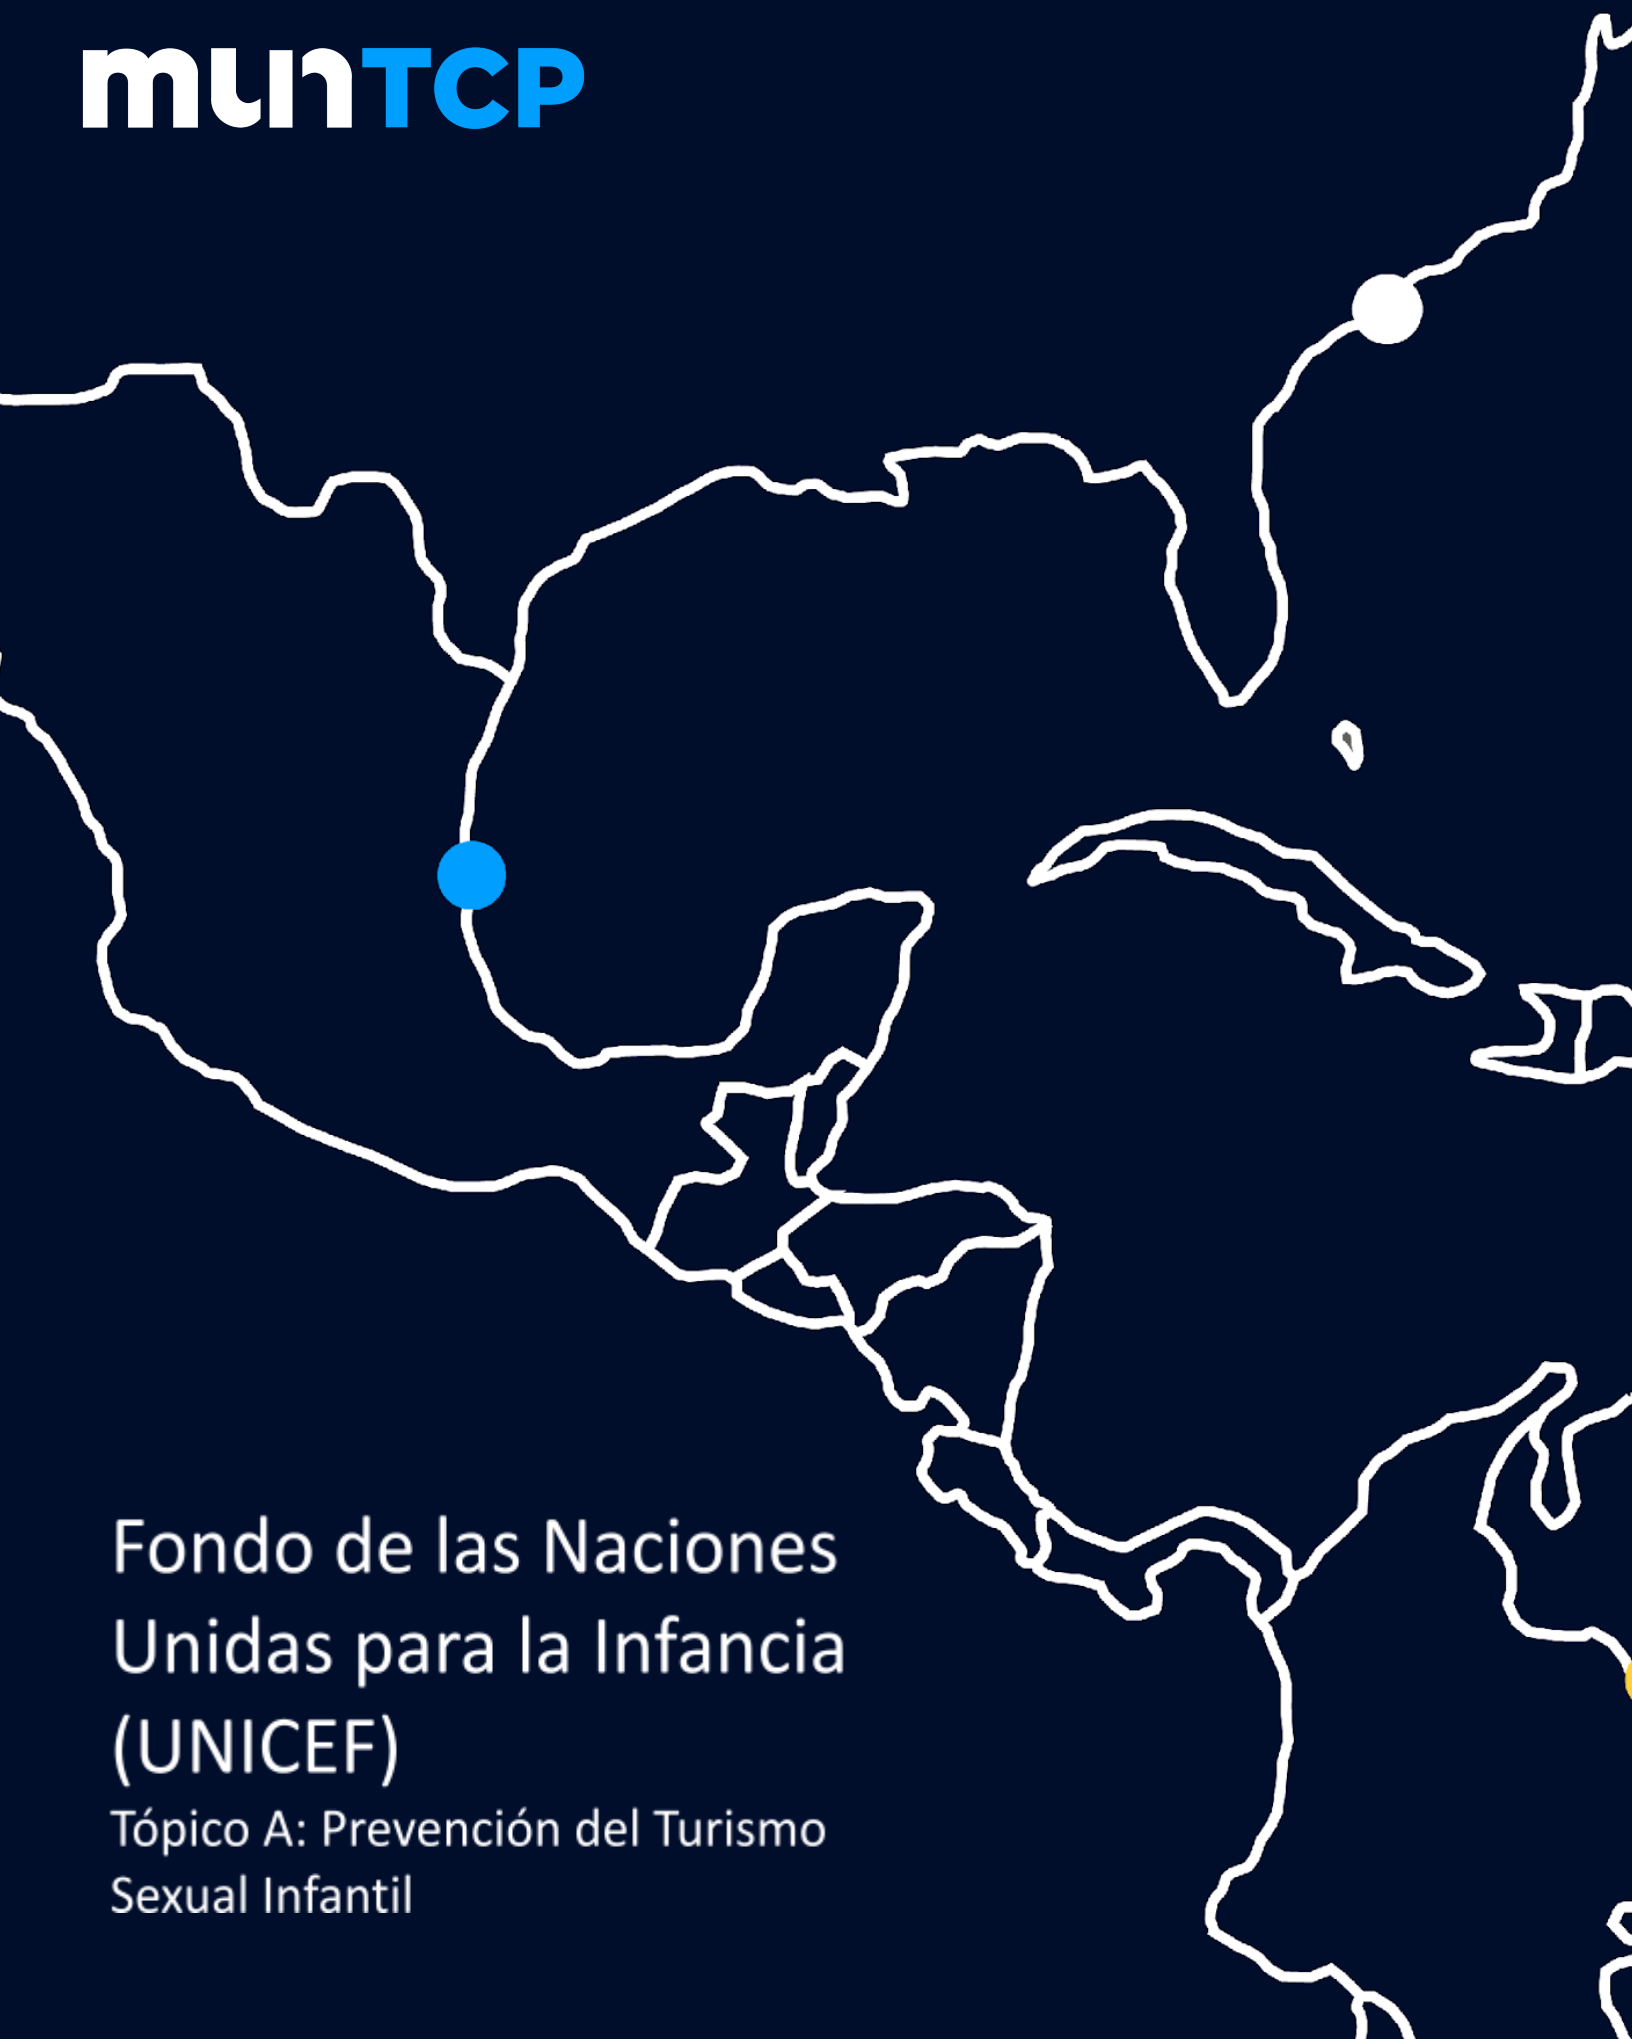 munTCP
Fondo de las Naciones
Unidas para la Infancia
(UNICEF)
Tópico A: Prevención del Turismo
Sexual Infantil